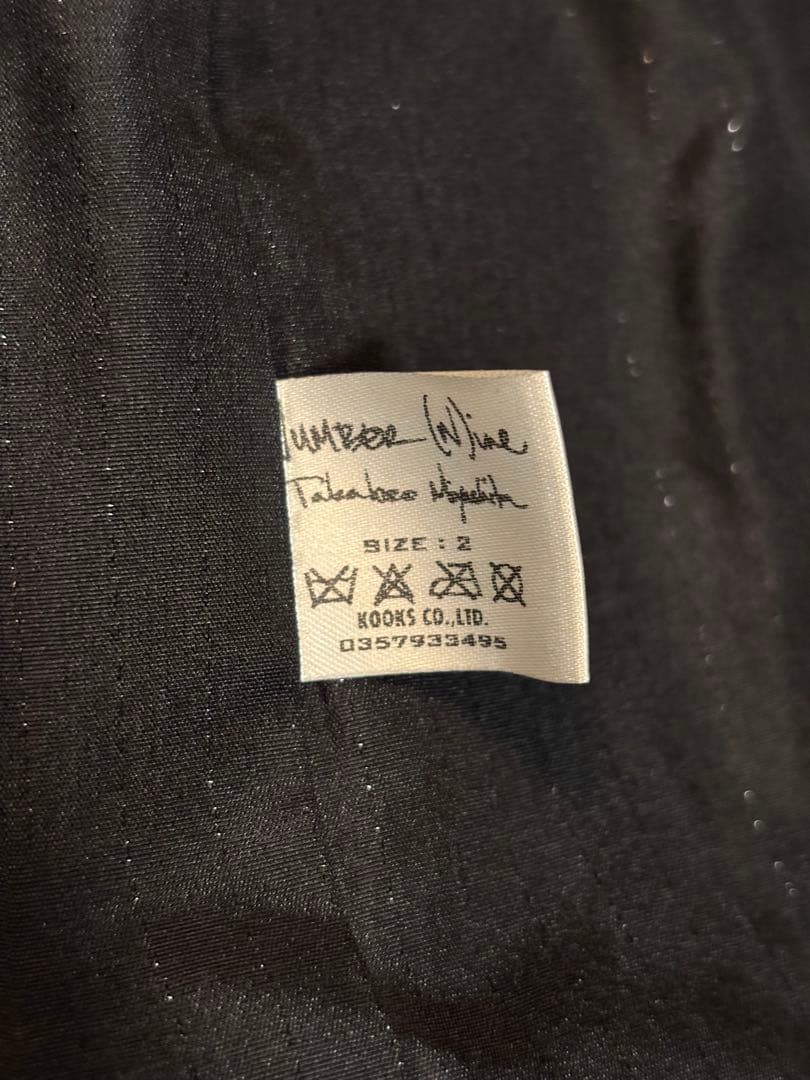 NUMBER (N)ine
Takahiro Miyashita
SIZE : 2
KOOKS CO.,LTD.
0357933495